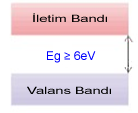 İletim Bandı
Eg ≥ 6eV
Valans Bandı